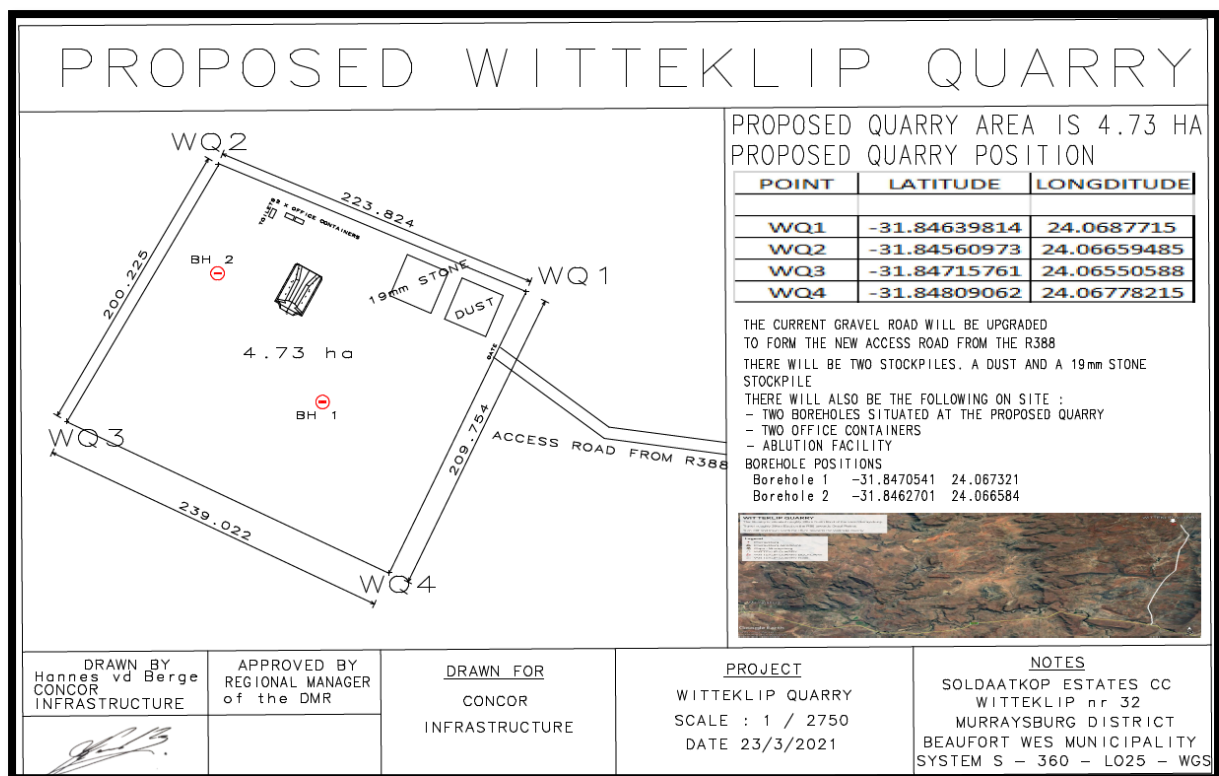 PROPOSED WITTEKLIP QUARRY
WQ2
223.824
TOILETS
2 X OFFICE CONTAINERS
BH 2
200.225
19mm STONE
DUST
WQ1
GATE
4.73 ha
BH 1
209.754
ACCESS ROAD FROM R388
WQ3
239.022
WQ4
PROPOSED QUARRY AREA IS 4.73 HA
PROPOSED QUARRY POSITION
POINT LATITUDE LONGDITUDE
WQ1 -31.84639814 24.0687715
WQ2 -31.84560973 24.06659485
WQ3 -31.84715761 24.06550588
WQ4 -31.84809062 24.06778215
THE CURRENT GRAVEL ROAD WILL BE UPGRADED
TO FORM THE NEW ACCESS ROAD FROM THE R388
THERE WILL BE TWO STOCKPILES. A DUST AND A 19mm STONE
STOCKPILE
THERE WILL ALSO BE THE FOLLOWING ON SITE :
- TWO BOREHOLES SITUATED AT THE PROPOSED QUARRY
- TWO OFFICE CONTAINERS
- ABLUTION FACILITY
BOREHOLE POSITIONS
Borehole 1 -31.8470541 24.067321
Borehole 2 -31.8462701 24.066584
WITTEKLIP QUARRY
Legend
DRAWN BY
Hannes vd Berge
CONCOR
INFRASTRUCTURE
APPROVED BY
REGIONAL MANAGER
of the DMR
DRAWN FOR
CONCOR
INFRASTRUCTURE
PROJECT
WITTEKLIP QUARRY
SCALE : 1 / 2750
DATE 23/3/2021
NOTES
SOLDAATKOP ESTATES CC
WITTEKLIP nr 32
MURRAYSBURG DISTRICT
BEAUFORT WES MUNICIPALITY
SYSTEM S - 360 - LO25 - WGS